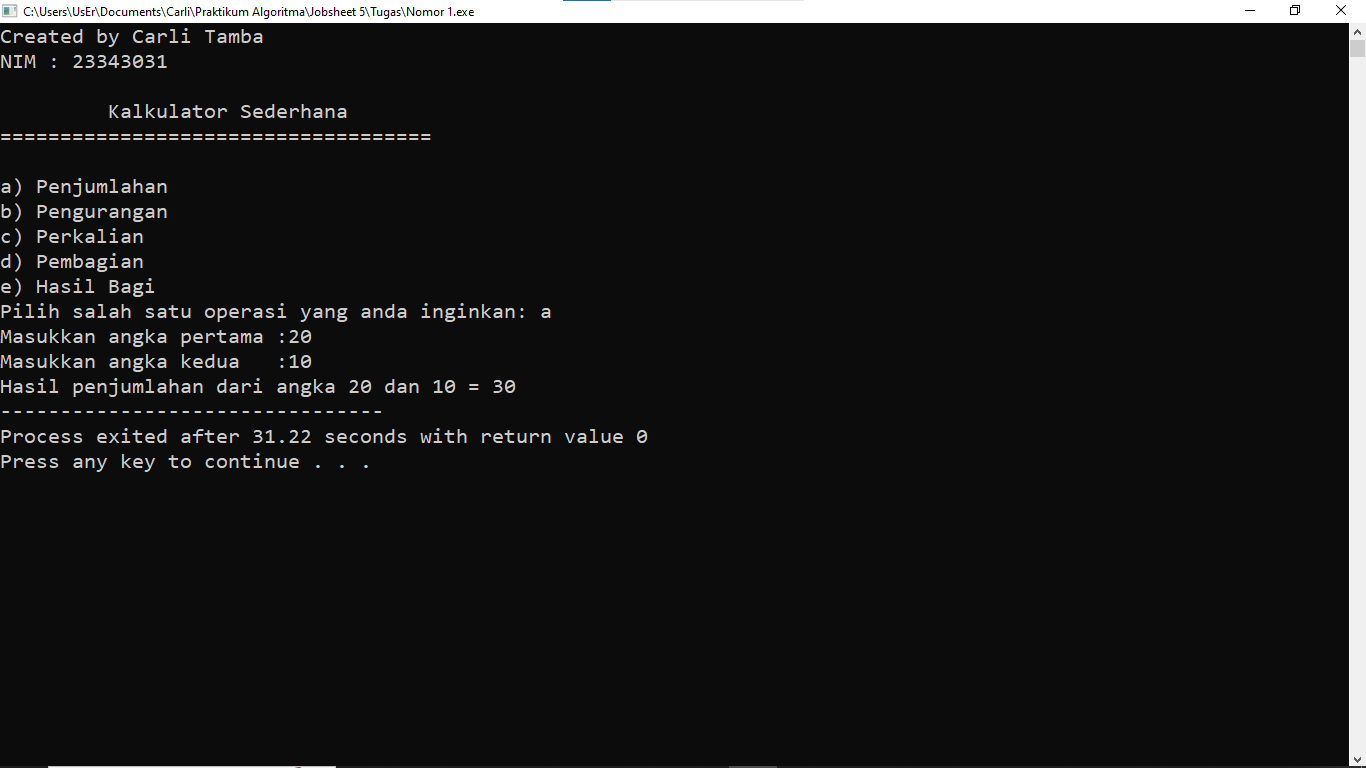 C:\Users\UsEr\Documents\Carli\Praktikum Algoritma\Jobsheet 5\Tugas\Nomor 1.exe
Created by Carli Tamba
NIM : 23343031
Kalkulator Sederhana
====================================
a) Penjumlahan
b) Pengurangan
c) Perkalian
d) Pembagian
e) Hasil Bagi
Pilih salah satu operasi yang anda inginkan: a
Masukkan angka pertama :20
Masukkan angka kedua   :10
Hasil penjumlahan dari angka 20 dan 10 = 30
--------------------------------
Process exited after 31.22 seconds with return value 0
Press any key to continue . . .